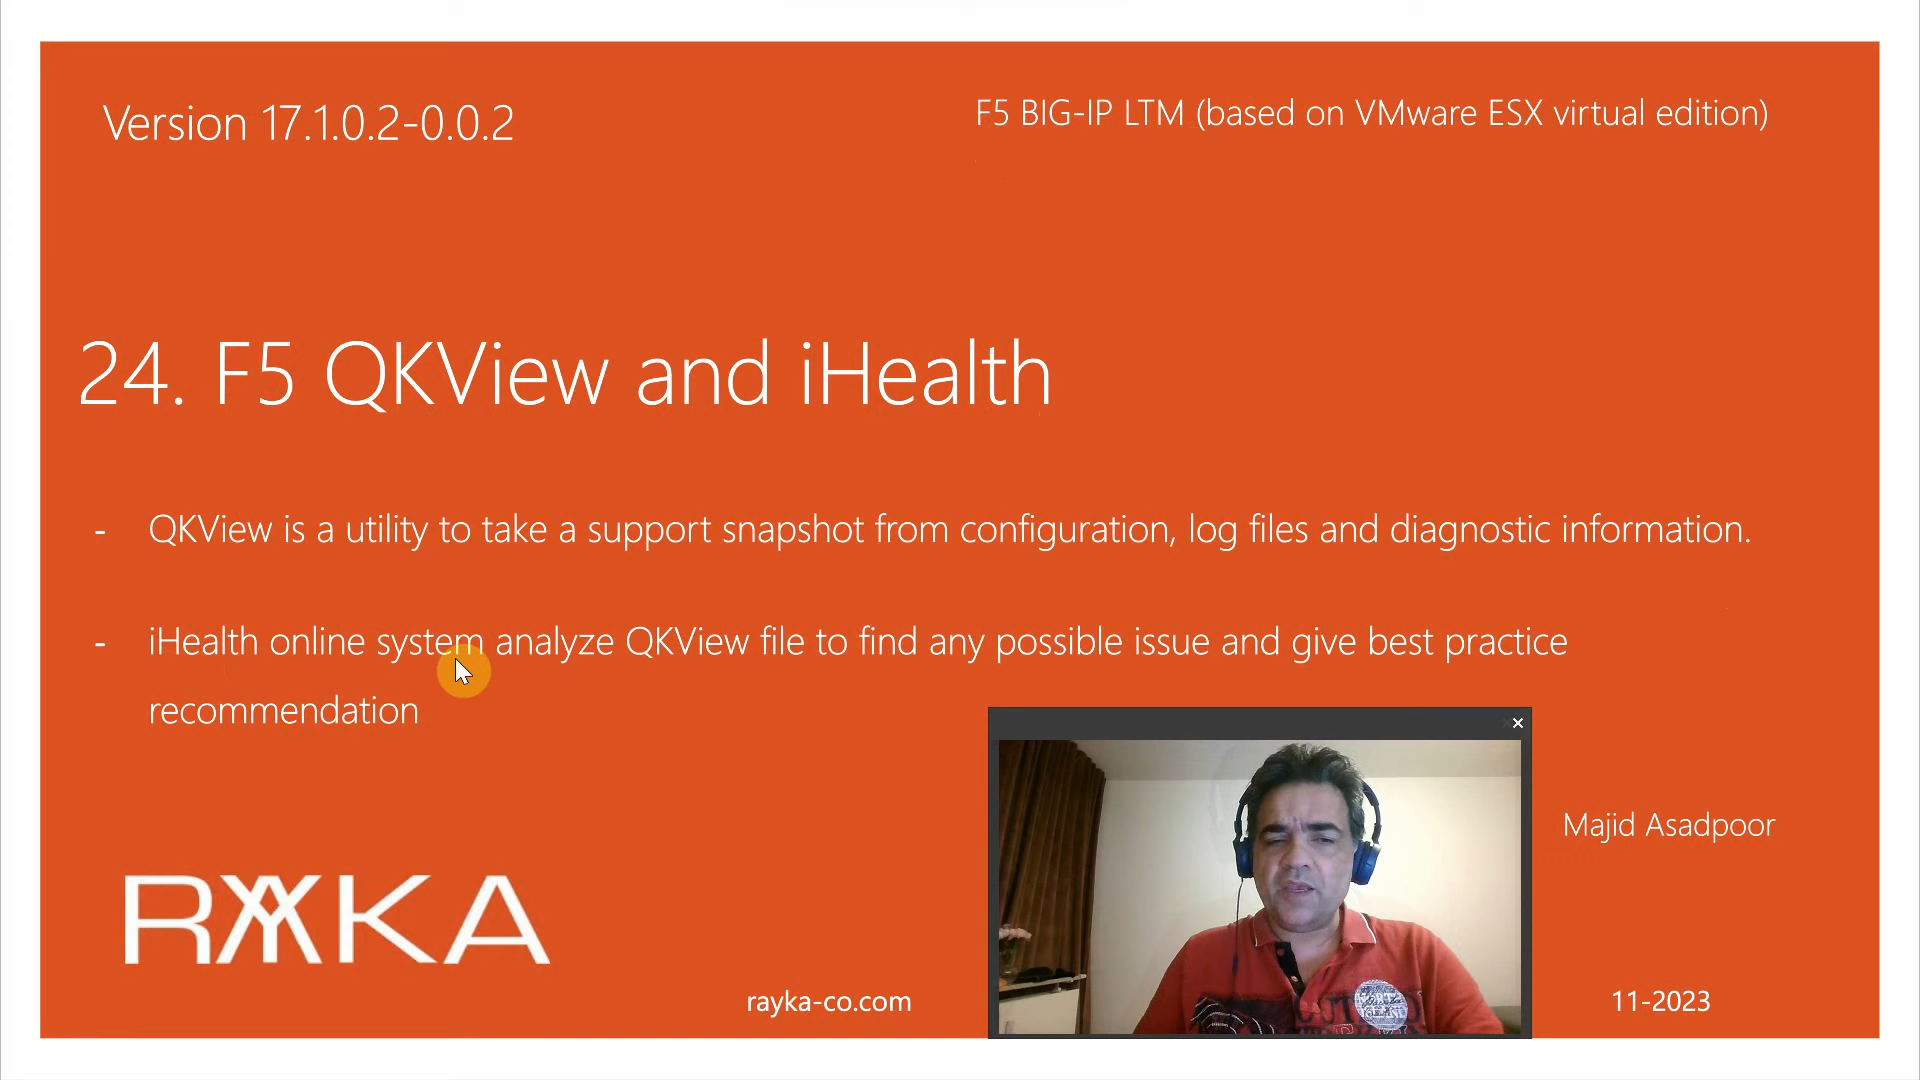 Version 17.1.0.2-0.0.2
F5 BIG-IP LTM (based on VMware ESX virtual edition)
24. F5 QKView and iHealth
- QKView is a utility to take a support snapshot from configuration, log files and diagnostic information.
- iHealth online system analyze QKView file to find any possible issue and give best practice
recommendation
Majid Asadpoor
RAYKA
rayka-co.com
11-2023